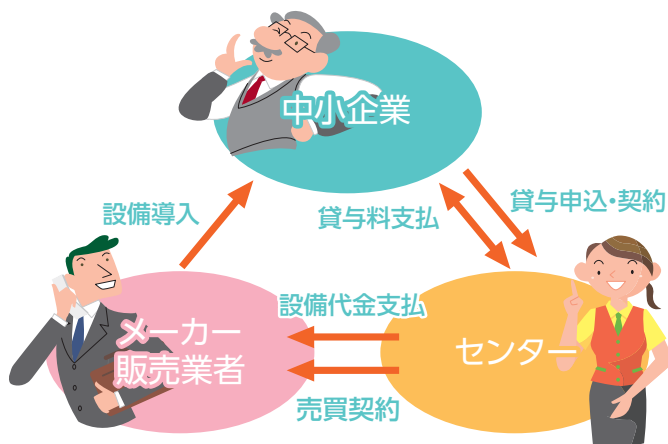 中小企業
設備導入
貸与料支払
貸与申込・契約
設備代金支払
メーカー
販売業者
センター
売買契約